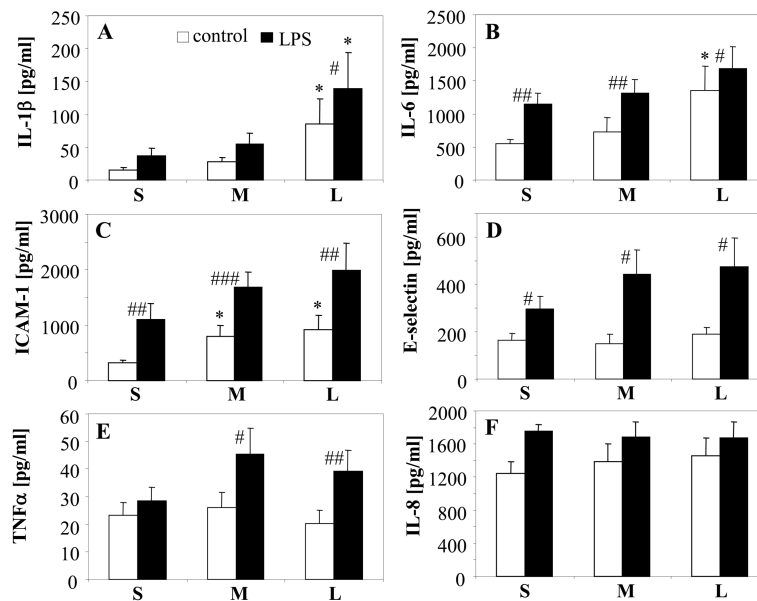 A
control
LPS
IL-1β [pg/ml]
250
200
150
100
50
0
*
*
#
S M L
B
IL-6 [pg/ml]
2500
2000
1500
1000
500
0
##
##
*
#
S M L
C
ICAM-1 [pg/ml]
3000
2000
1000
0
##
###
*
##
*
S M L
D
E-selectin [pg/ml]
600
400
200
0
#
#
#
S M L
E
TNFα [pg/ml]
60
50
40
30
20
10
0
#
##
S M L
F
IL-8 [pg/ml]
2000
1600
1200
800
400
0
S M L